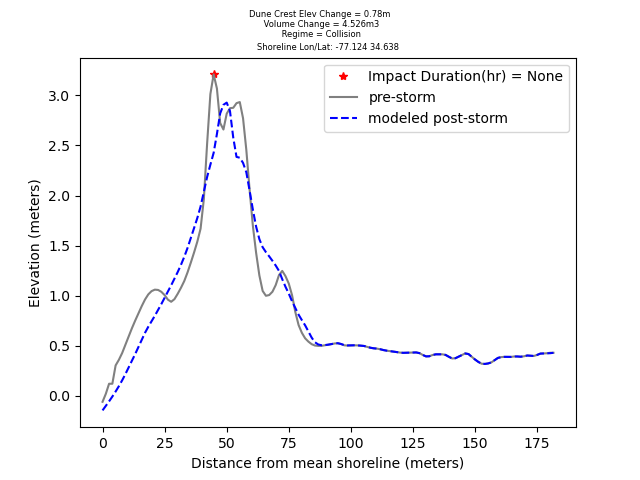 Dune Crest Elev Change = 0.78m
Volume Change = 4.526m3
Regime = Collision
Shoreline Lon/Lat: -77.124 34.638
Impact Duration(hr) = None
pre-storm
modeled post-storm
3.0
2.5
2.0
1.5
1.0
0.5
0.0
Elevation (meters)
0 25 50 75 100 125 150 175
Distance from mean shoreline (meters)